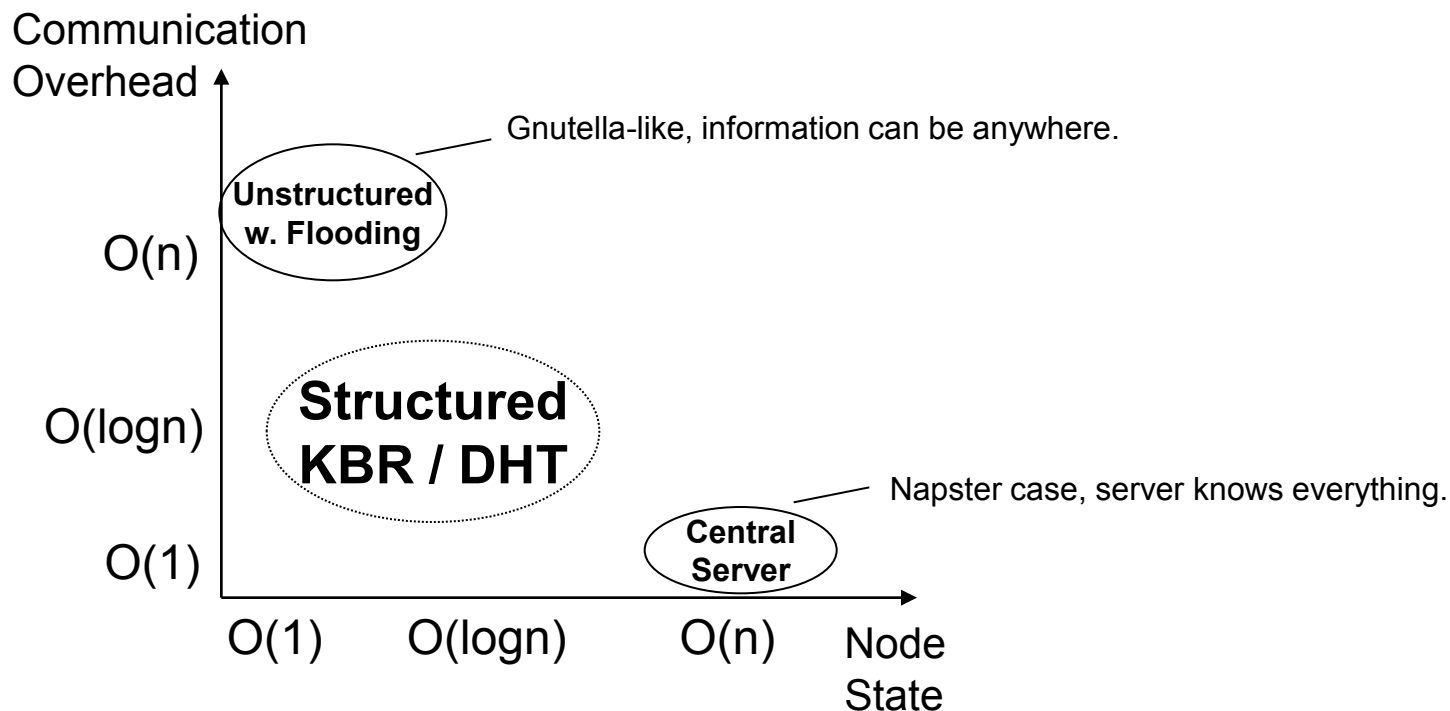 Communication
Overhead
Gnutella-like, information can be anywhere.
Unstructured
w. Flooding
O(n)
Structured
KBR / DHT
O(logn)
Napster case, server knows everything.
Central
Server
O(1)
O(1) O(logn) O(n) Node
State